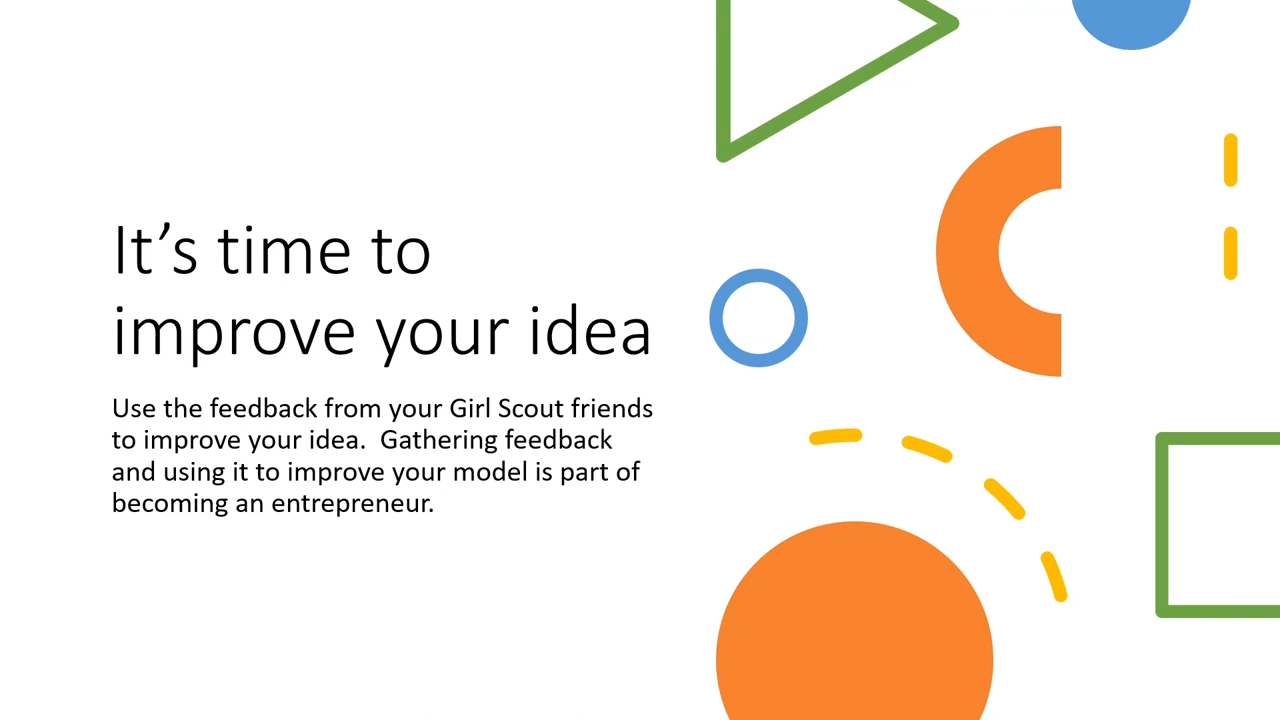 It’s time to
improve your idea
Use the feedback from your Girl Scout friends
to improve your idea.  Gathering feedback
and using it to improve your model is part of
becoming an entrepreneur.